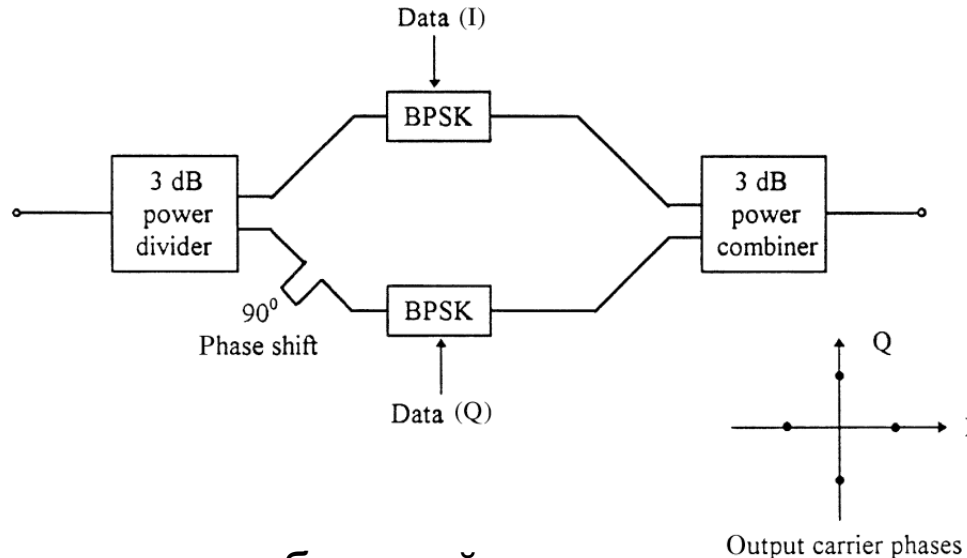 Data (I)
BPSK
3 dB
power
divider
3 dB
power
combiner
90⁰
Phase shift
BPSK
Data (Q)
Q
Output carrier phases